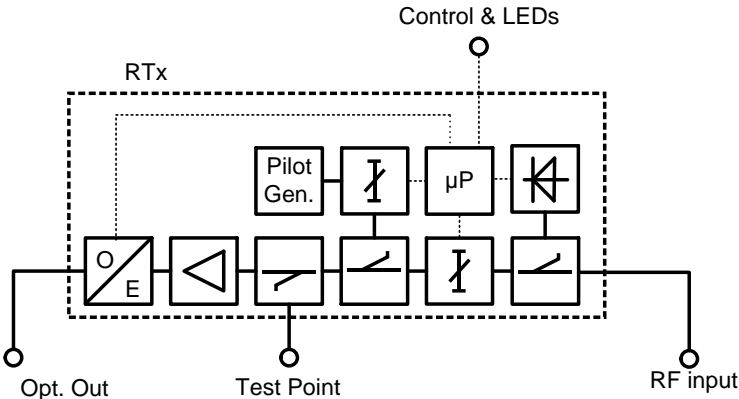 Control & LEDs
RTx
Pilot
Gen.
µP
O
E
Opt. Out
Test Point
RF input